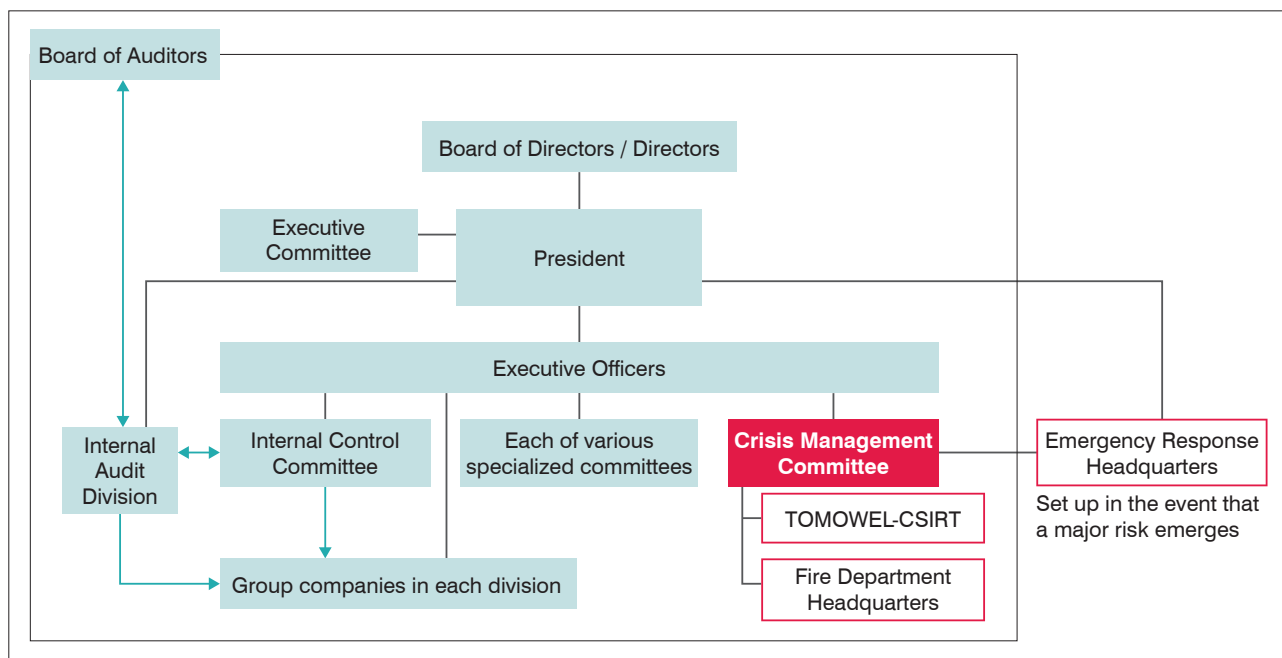 Board of Auditors
Board of Directors / Directors
Executive
Committee
President
Executive Officers
Internal
Audit
Division
Internal Control
Committee
Each of various
specialized committees
Crisis Management
Committee
Emergency Response
Headquarters
Set up in the event that
a major risk emerges
TOMOWEL-CSIRT
Group companies in each division
Fire Department
Headquarters